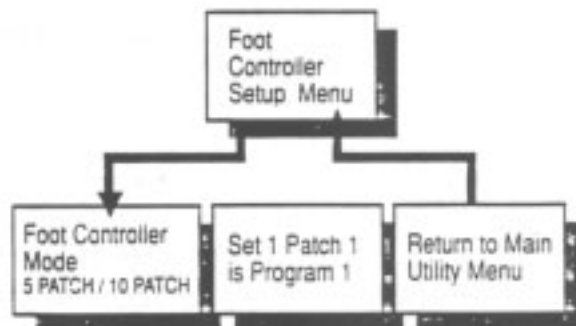 Foot
Controller
Setup Menu
Foot Controller
Mode
5 PATCH / 10 PATCH
Set 1 Patch 1
is Program 1
Return to Main
Utility Menu